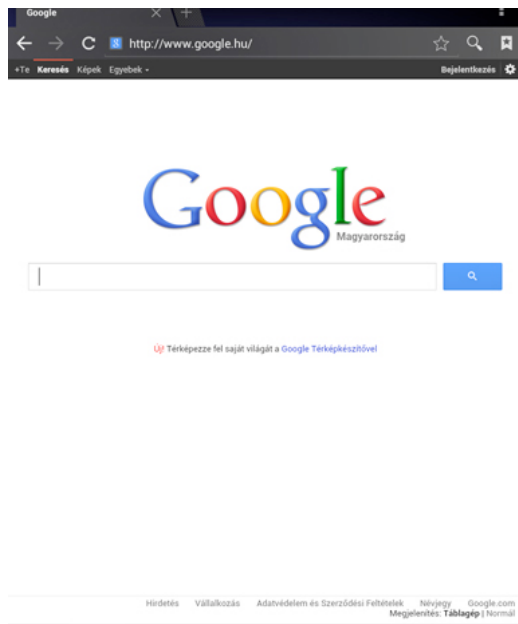 Google
http://www.google.hu/
+Te Keresés Képek Egyebek
Bejelentkezés
Google
Magyarország
Új! Térképezze fel saját világát a Google Térképkészítővel
Hirdetés Vállalkozás Adatvédelem és Szerződési Feltételek Névjegy Google.com
Megjelenítés: Táblagép | Normál